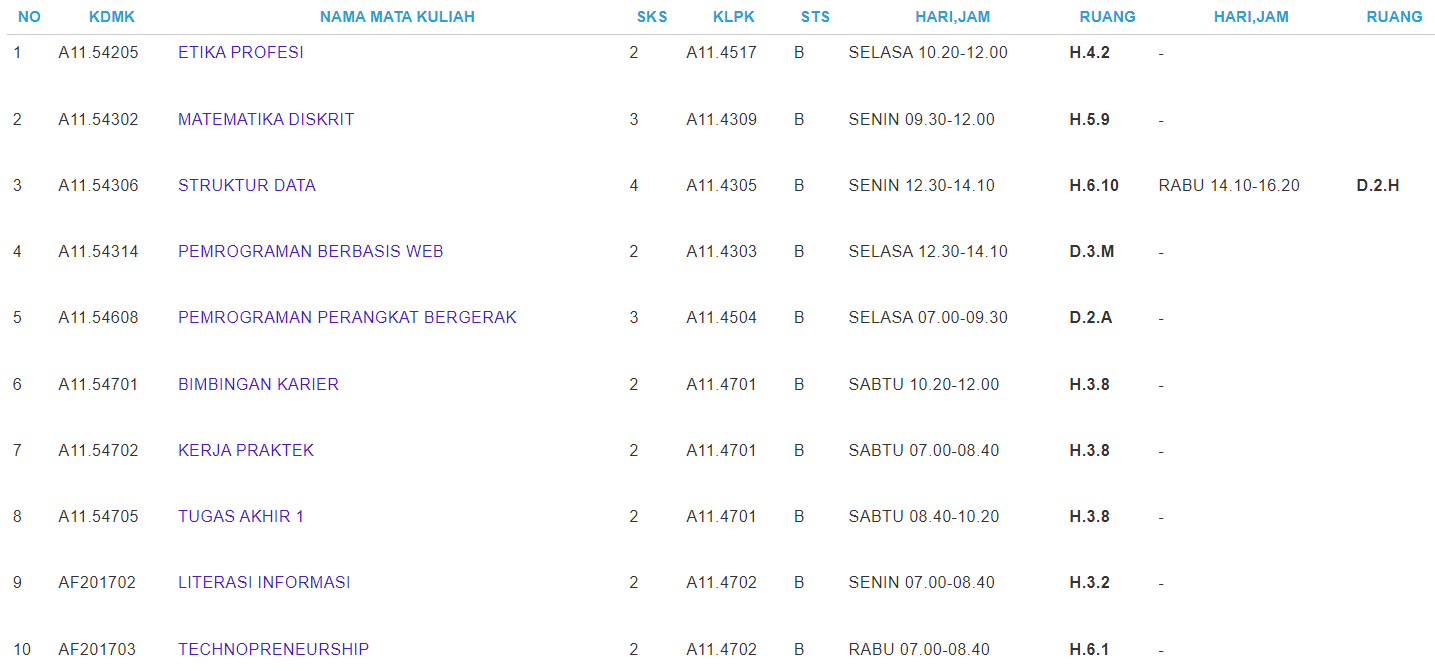 NO KDMK NAMA MATA KULIAH SKS KLPK STS HARI,JAM RUANG HARI,JAM RUANG
1 A11.54205 ETIKA PROFESI 2 A11.4517 B SELASA 10.20-12.00 H.4.2 -
2 A11.54302 MATEMATIKA DISKRIT 3 A11.4309 B SENIN 09.30-12.00 H.5.9 -
3 A11.54306 STRUKTUR DATA 4 A11.4305 B SENIN 12.30-14.10 H.6.10 RABU 14.10-16.20 D.2.H
4 A11.54314 PEMROGRAMAN BERBASIS WEB 2 A11.4303 B SELASA 12.30-14.10 D.3.M -
5 A11.54608 PEMROGRAMAN PERANGKAT BERGERAK 3 A11.4504 B SELASA 07.00-09.30 D.2.A -
6 A11.54701 BIMBINGAN KARIER 2 A11.4701 B SABTU 10.20-12.00 H.3.8 -
7 A11.54702 KERJA PRAKTEK 2 A11.4701 B SABTU 07.00-08.40 H.3.8 -
8 A11.54705 TUGAS AKHIR 1 2 A11.4701 B SABTU 08.40-10.20 H.3.8 -
9 AF201702 LITERASI INFORMASI 2 A11.4702 B SENIN 07.00-08.40 H.3.2 -
10 AF201703 TECHNOPRENEURSHIP 2 A11.4702 B RABU 07.00-08.40 H.6.1 -